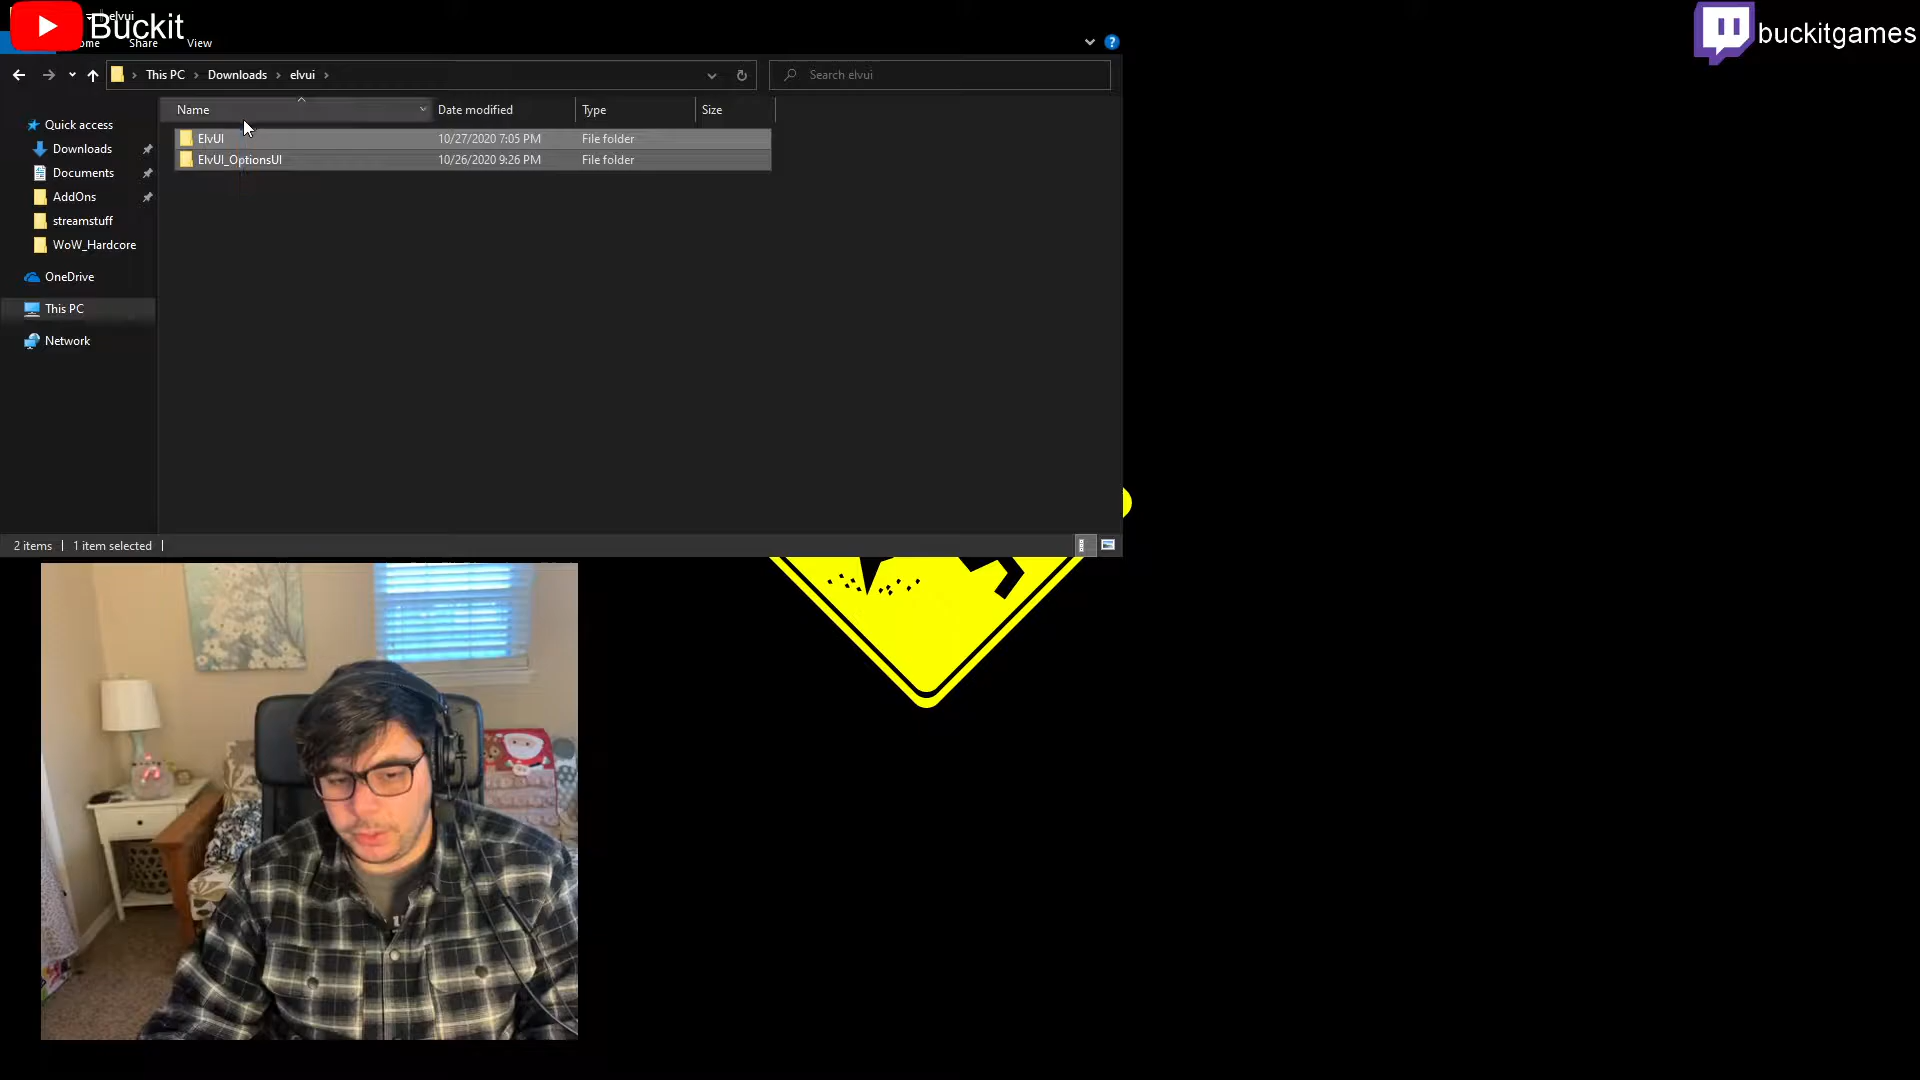 elvui
Buckit
buckitgames
ome Share View
This PC Downloads elvui
Search elvui
Name Date modified Type Size
Quick access
Downloads
Documents
AddOns
streamstuff
WoW_Hardcore
OneDrive
This PC
Network
ElvUI 10/27/2020 7:05 PM File folder
ElvUI_OptionsUI 10/26/2020 9:26 PM File folder
2 items 1 item selected